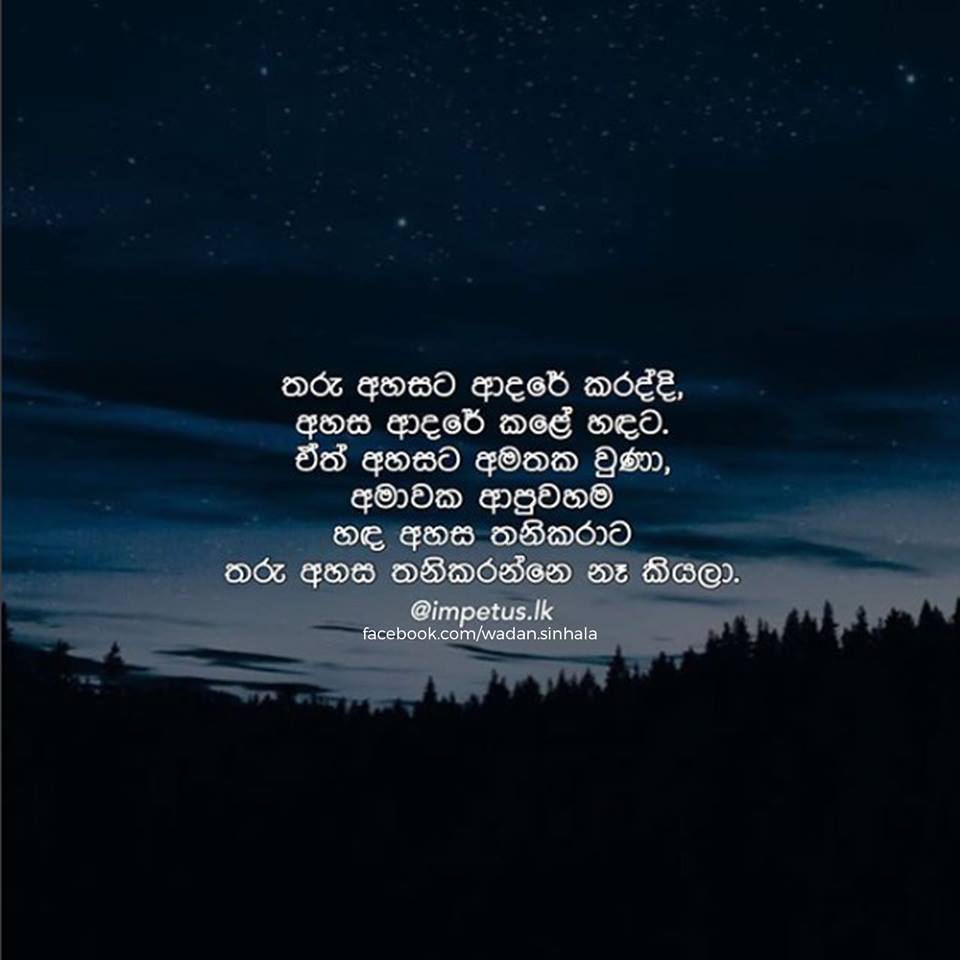 තරු අහසට ආදරේ කරද්දි,
අහස ආදරේ කළේ හඳට.
ඒත් අහසට අමතක වුණා,
අමාවක ආපුවහම
හඳ අහස තනිකරාට
තරු අහස තනිකරන්නෙ නෑ කියලා.
@impetus.lk
facebook.com/wadan.sinhala